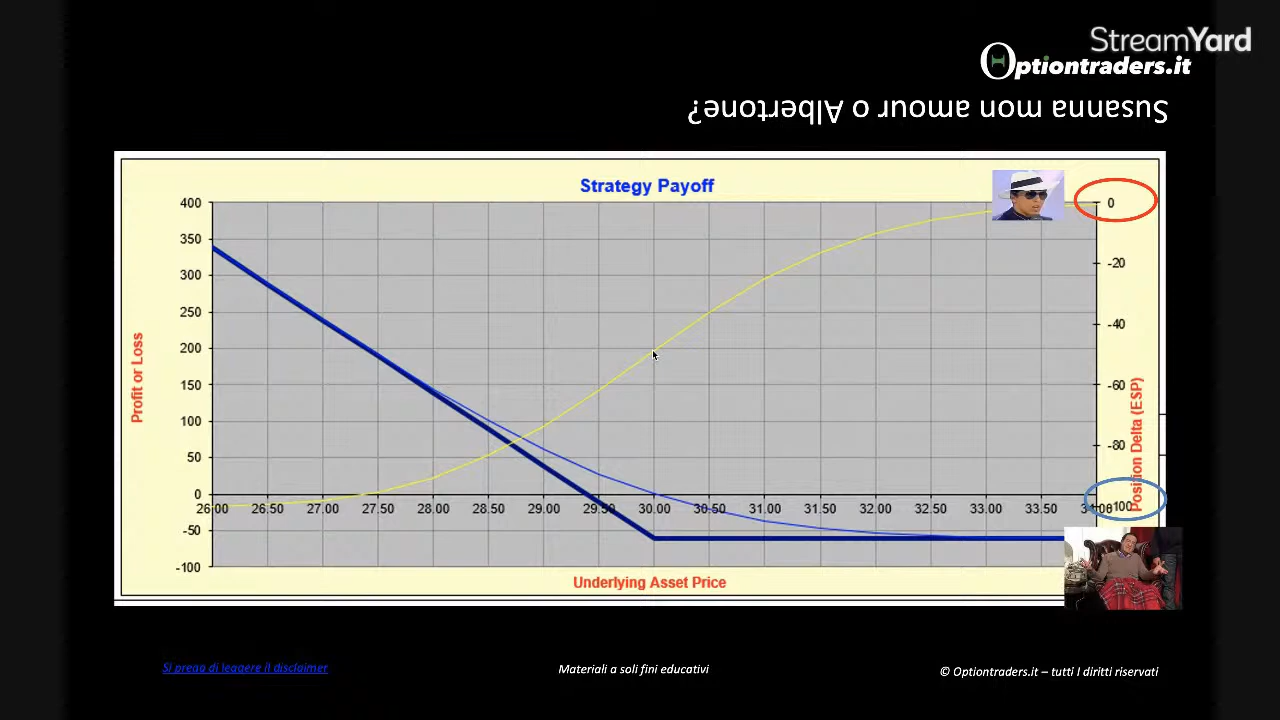 StreamYard
Optiontraders.it
Susanna mon amour o Albertone?
Strategy Payoff
400
350
300
250
200
150
100
50
0
-50
-100
Profit or Loss
26.00 26.50 27.00 27.50 28.00 28.50 29.00 29.50 30.00 30.50 31.00 31.50 32.00 32.50 33.00 33.50 34.00
Underlying Asset Price
0
-20
-40
-60
-80
-100
Position Delta (ESP)
Si prega di leggere il disclaimer
Materiali a soli fini educativi
© Optiontraders.it – tutti I diritti riservati